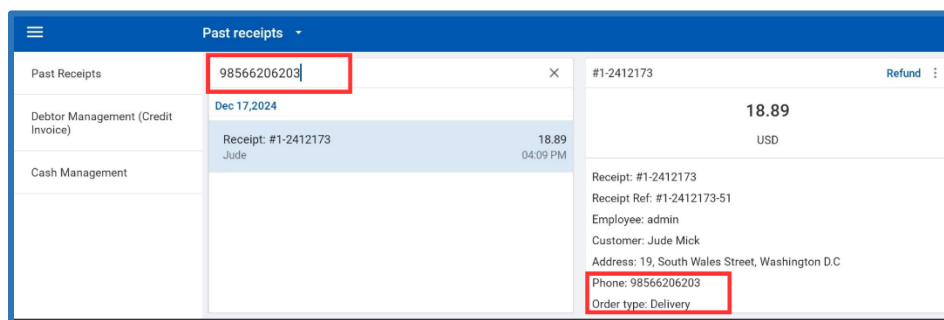 Past receipts
Past Receipts
Debtor Management (Credit
Invoice)
Cash Management
98566206203
Dec 17,2024
Receipt: #1-2412173 18.89
Jude 04:09 PM
#1-2412173 Refund
18.89
USD
Receipt: #1-2412173
Receipt Ref: #1-2412173-51
Employee: admin
Customer: Jude Mick
Address: 19, South Wales Street, Washington D.C
Phone: 98566206203
Order type: Delivery